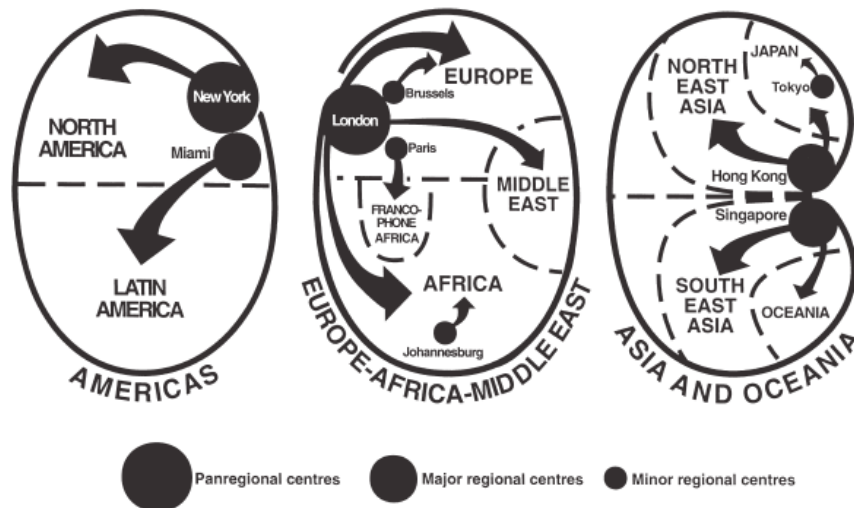 New York
NORTH
AMERICA
Miami
LATIN
AMERICA
AMERICAS
EUROPE
Brussels
London
Paris
MIDDLE
EAST
FRANCO-
PHONE
AFRICA
AFRICA
Johannesburg
EUROPE-AFRICA-MIDDLE EAST
JAPAN
NORTH
EAST
ASIA
Tokyo
Hong Kong
Singapore
SOUTH
EAST
ASIA
OCEANIA
ASIA AND OCEANIA
Panregional centres
Major regional centres
Minor regional centres